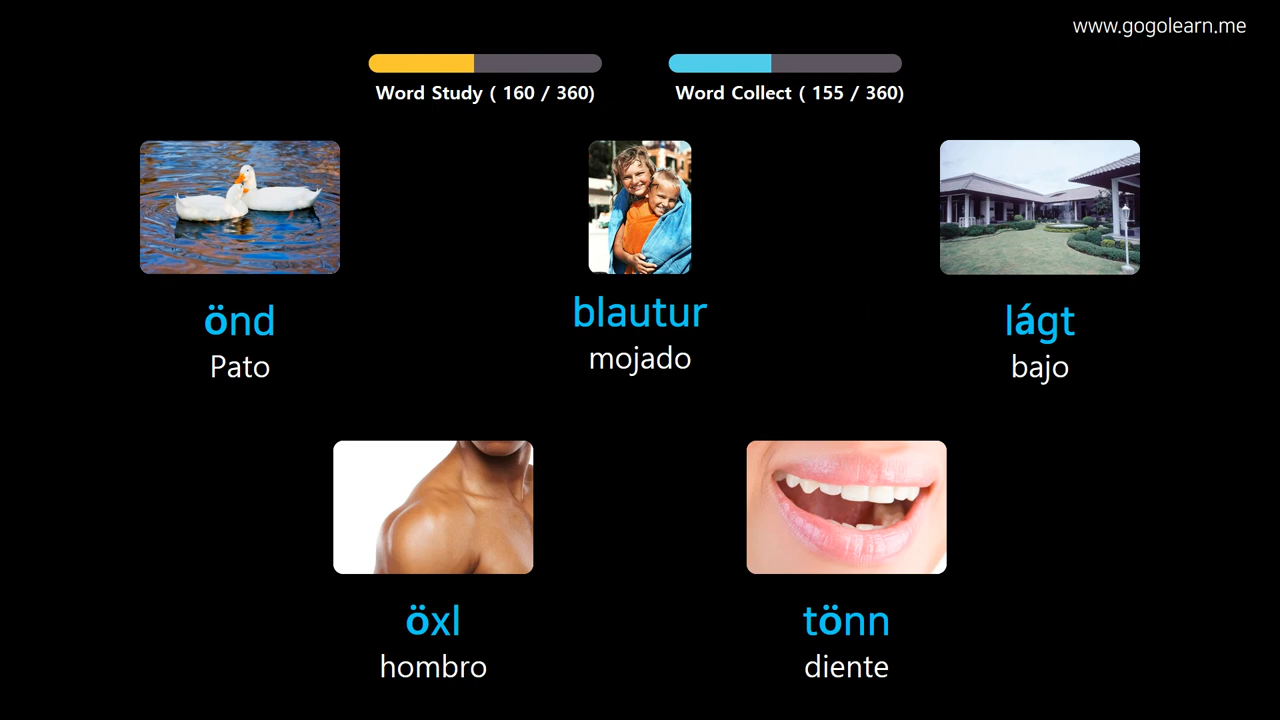 www.gogolearn.me
Word Study ( 160 / 360)
Word Collect ( 155 / 360)
önd
Pato
blautur
mojado
lágt
bajo
öxl
hombro
tönn
diente